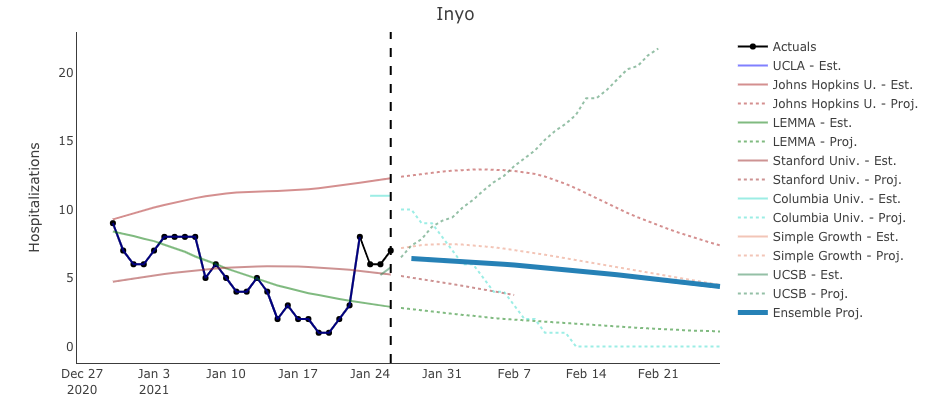 Inyo
Hospitalizations
20
15
10
5
0
Dec 27
2020
Jan 3
2021
Jan 10
Jan 17
Jan 24
Jan 31
Feb 7
Feb 14
Feb 21
Actuals
UCLA - Est.
Johns Hopkins U. - Est.
Johns Hopkins U. - Proj.
LEMMA - Est.
LEMMA - Proj.
Stanford Univ. - Est.
Stanford Univ. - Proj.
Columbia Univ. - Est.
Columbia Univ. - Proj.
Simple Growth - Est.
Simple Growth - Proj.
UCSB - Est.
UCSB - Proj.
Ensemble Proj.